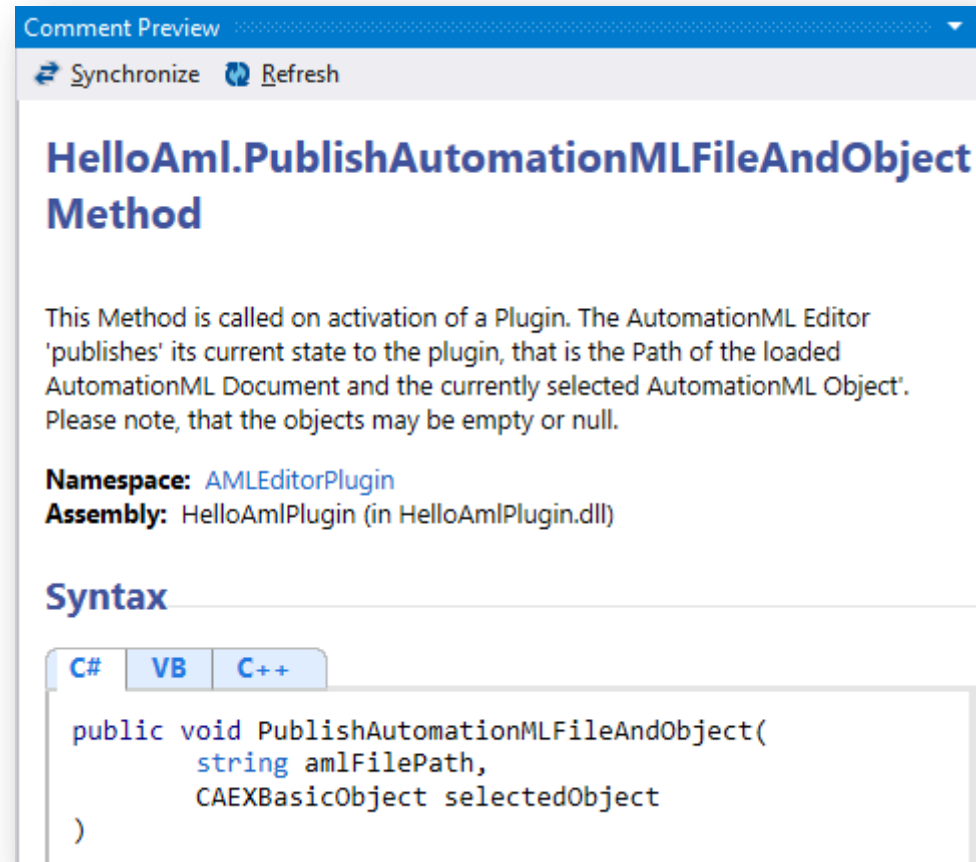 Comment Preview
Synchronize Refresh
HelloAml.PublishAutomationMLFileAndObject
Method
This Method is called on activation of a Plugin. The AutomationML Editor
'publishes' its current state to the plugin, that is the Path of the loaded
AutomationML Document and the currently selected AutomationML Object'.
Please note, that the objects may be empty or null.
Namespace: AMLEditorPlugin
Assembly: HelloAmlPlugin (in HelloAmlPlugin.dll)
Syntax
C# VB C++
public void PublishAutomationMLFileAndObject(
string amlFilePath,
CAEXBasicObject selectedObject
)